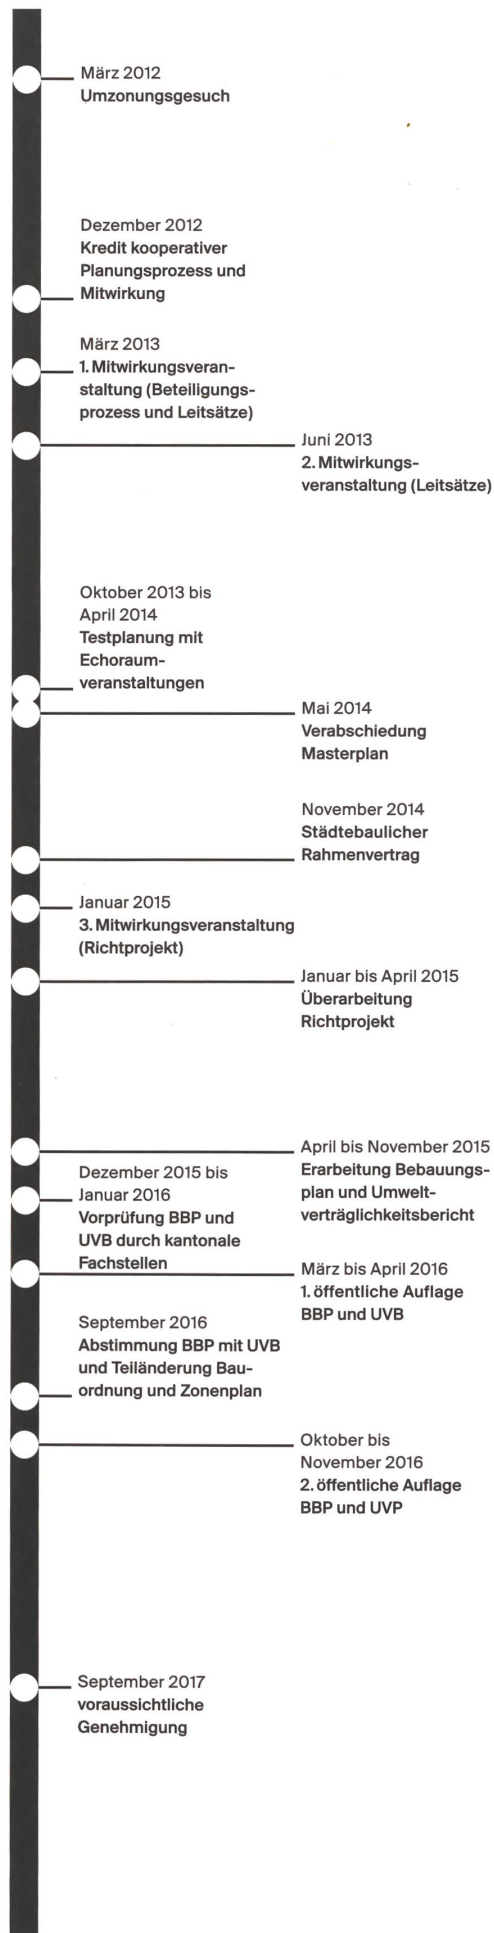 März 2012
Umzonungsgesuch
Dezember 2012
Kredit kooperativer
Planungsprozess und
Mitwirkung
März 2013
1. Mitwirkungsveran-
staltung (Beteiligungs-
prozess und Leitsätze)
Juni 2013
2. Mitwirkungs-
veranstaltung (Leitsätze)
Oktober 2013 bis
April 2014
Testplanung mit
Echoraum-
veranstaltungen
Mai 2014
Verabschiedung
Masterplan
November 2014
Städtebaulicher
Rahmenvertrag
Januar 2015
3. Mitwirkungsveranstaltung
(Richtprojekt)
Januar bis April 2015
Überarbeitung
Richtprojekt
April bis November 2015
Erarbeitung Bebauungs-
plan und Umwelt-
verträglichkeitsbericht
Dezember 2015 bis
Januar 2016
Vorprüfung BBP und
UVB durch kantonale
Fachstellen
März bis April 2016
1. öffentliche Auflage
BBP und UVB
September 2016
Abstimmung BBP mit UVB
und Teiländerung Bau-
ordnung und Zonenplan
Oktober bis
November 2016
2. öffentliche Auflage
BBP und UVP
September 2017
voraussichtliche
Genehmigung